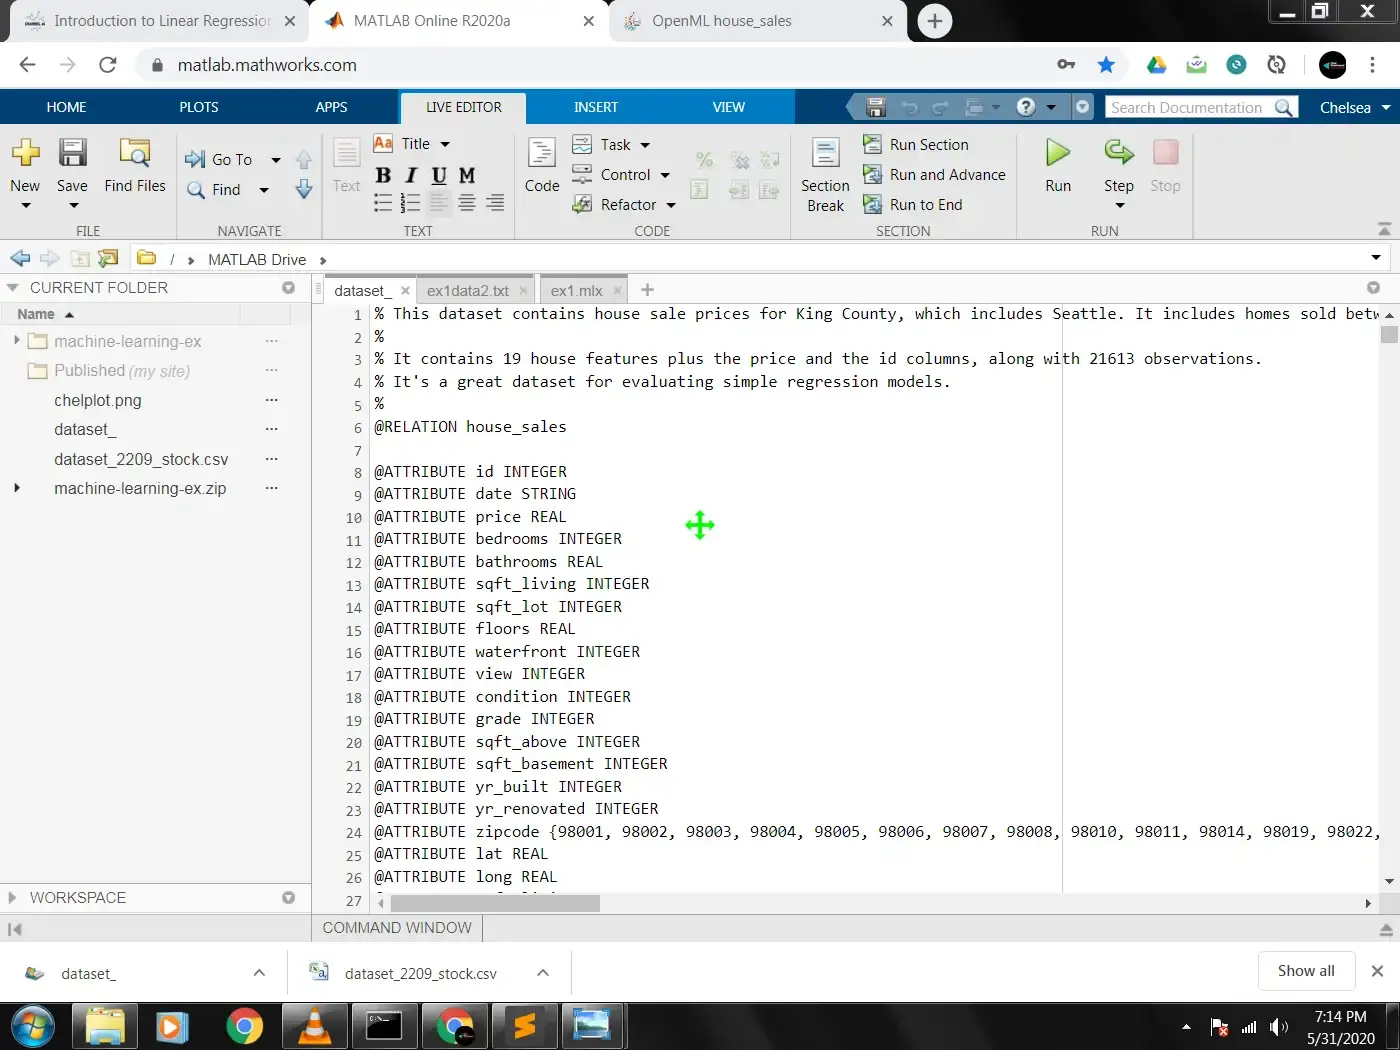 Introduction to Linear Regression
MATLAB Online R2020a
OpenML house_sales
matlab.mathworks.com
HOME
PLOTS
APPS
LIVE EDITOR
INSERT
VIEW
Search Documentation
Chelsea
New
Save
Find Files
FILE
Go To
Find
NAVIGATE
Text
Aa Title
B I U M
TEXT
Code
Task
Control
Refactor
CODE
Section Break
Run Section
Run and Advance
Run to End
SECTION
Run
Step
Stop
RUN
/ MATLAB Drive
CURRENT FOLDER
Name
machine-learning-ex
Published (my site)
chelplot.png
dataset_
dataset_2209_stock.csv
machine-learning-ex.zip
WORKSPACE
dataset_
ex1data2.txt
ex1.mlx
1 % This dataset contains house sale prices for King County, which includes Seattle. It includes homes sold betw
2 %
3 % It contains 19 house features plus the price and the id columns, along with 21613 observations.
4 % It's a great dataset for evaluating simple regression models.
5 %
6 @RELATION house_sales
7
8 @ATTRIBUTE id INTEGER
9 @ATTRIBUTE date STRING
10 @ATTRIBUTE price REAL
11 @ATTRIBUTE bedrooms INTEGER
12 @ATTRIBUTE bathrooms REAL
13 @ATTRIBUTE sqft_living INTEGER
14 @ATTRIBUTE sqft_lot INTEGER
15 @ATTRIBUTE floors REAL
16 @ATTRIBUTE waterfront INTEGER
17 @ATTRIBUTE view INTEGER
18 @ATTRIBUTE condition INTEGER
19 @ATTRIBUTE grade INTEGER
20 @ATTRIBUTE sqft_above INTEGER
21 @ATTRIBUTE sqft_basement INTEGER
22 @ATTRIBUTE yr_built INTEGER
23 @ATTRIBUTE yr_renovated INTEGER
24 @ATTRIBUTE zipcode {98001, 98002, 98003, 98004, 98005, 98006, 98007, 98008, 98010, 98011, 98014, 98019, 98022,
25 @ATTRIBUTE lat REAL
26 @ATTRIBUTE long REAL
27
COMMAND WINDOW
dataset_
dataset_2209_stock.csv
Show all
7:14 PM
5/31/2020